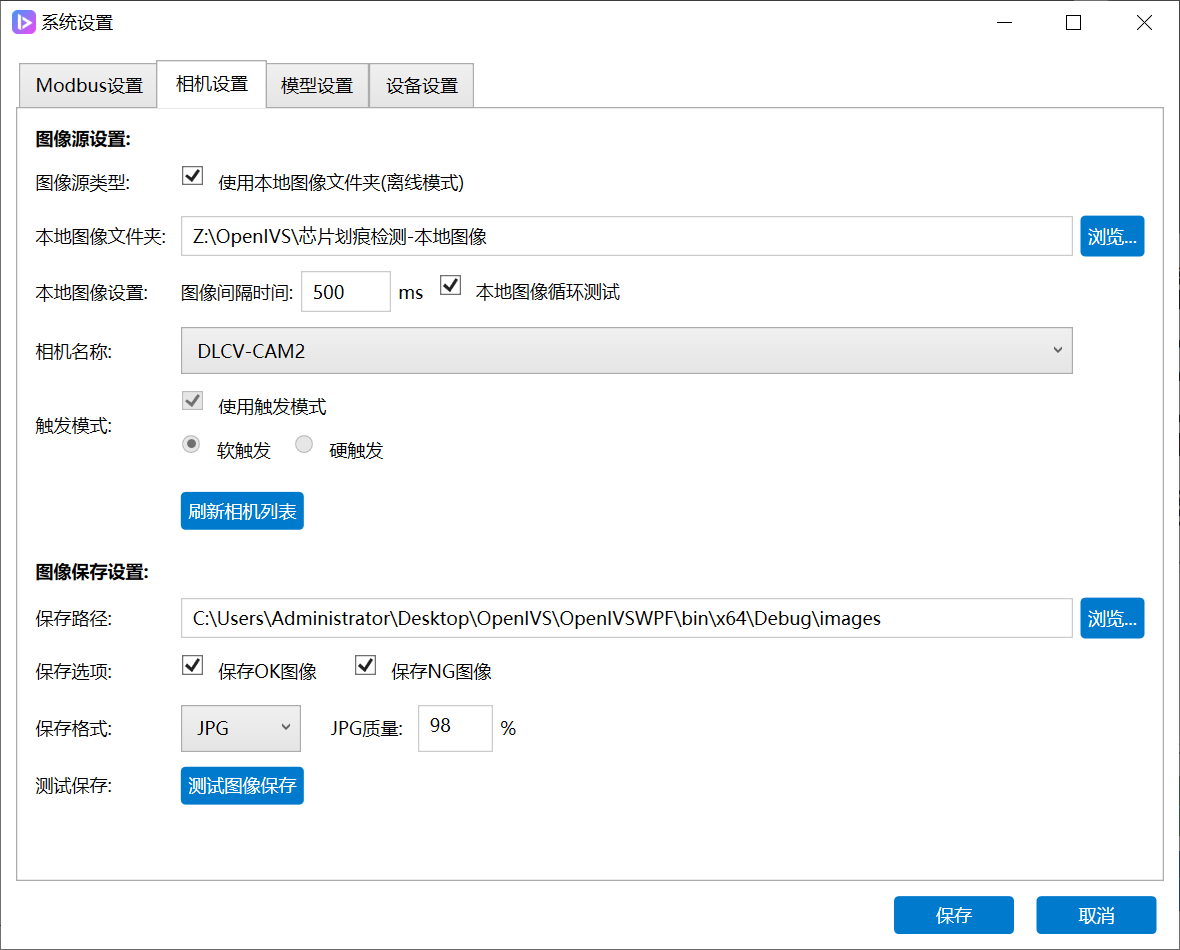 系统设置
Modbus设置 相机设置 模型设置 设备设置
图像源设置:
图像源类型: 使用本地图像文件夹(离线模式)
本地图像文件夹: Z:\OpenIVS\芯片划痕检测-本地图像 浏览...
本地图像设置: 图像间隔时间: 500 ms 本地图像循环测试
相机名称: DLCV-CAM2
使用触发模式
触发模式:
软触发 硬触发
刷新相机列表
图像保存设置:
保存路径: C:\Users\Administrator\Desktop\OpenIVS\OpenIVSWPF\bin\x64\Debug\images 浏览...
保存选项: 保存OK图像 保存NG图像
保存格式: JPG JPG质量: 98 %
测试保存: 测试图像保存
保存 取消